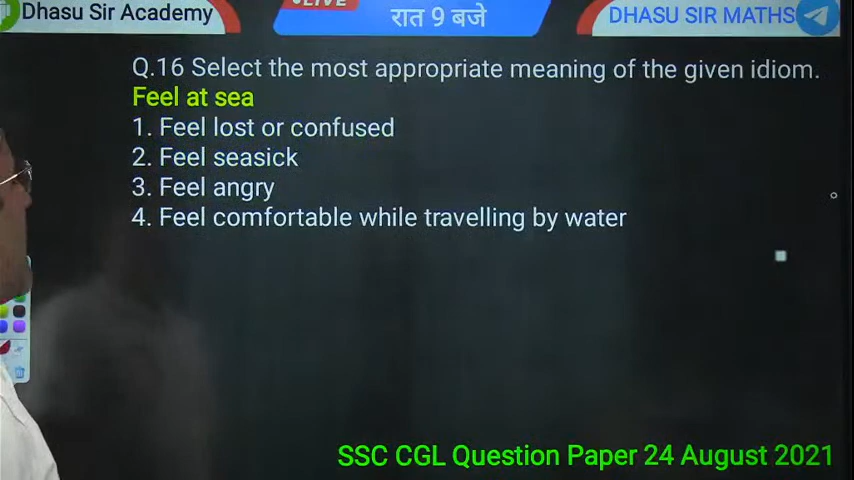 Dhasu Sir Academy
LIVE
रात 9 बजे
DHASU SIR MATHS
Q.16 Select the most appropriate meaning of the given idiom.
Feel at sea
1. Feel lost or confused
2. Feel seasick
3. Feel angry
4. Feel comfortable while travelling by water
SSC CGL Question Paper 24 August 2021